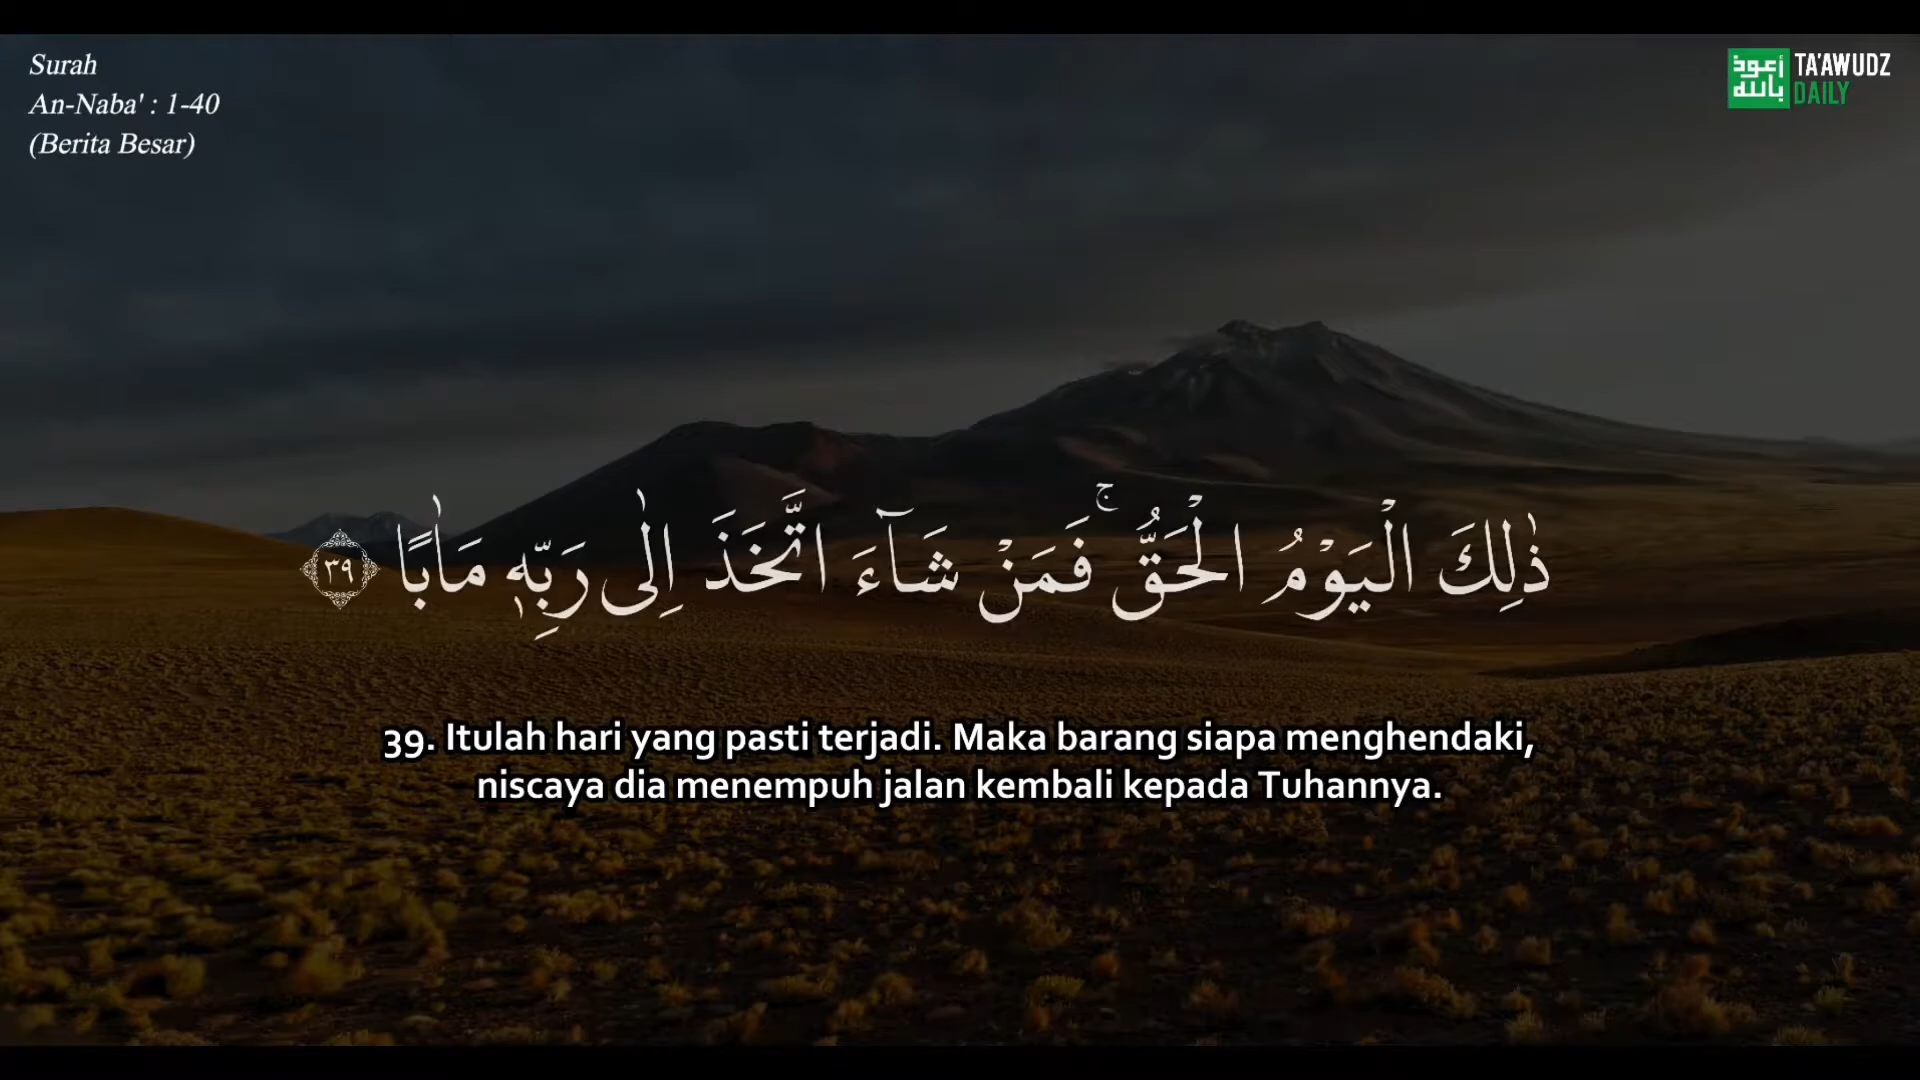 Surah
An-Naba' : 1-40
(Berita Besar)
أعوذ
بالله
TA'AWUDZ
DAILY
ذٰلِكَ الْيَوْمُ الْحَقُّ ۚ فَمَنْ شَاۤءَ اتَّخَذَ اِلٰى رَبِّهٖ مَاٰبًا ٣٩
39. Itulah hari yang pasti terjadi. Maka barang siapa menghendaki,
niscaya dia menempuh jalan kembali kepada Tuhannya.